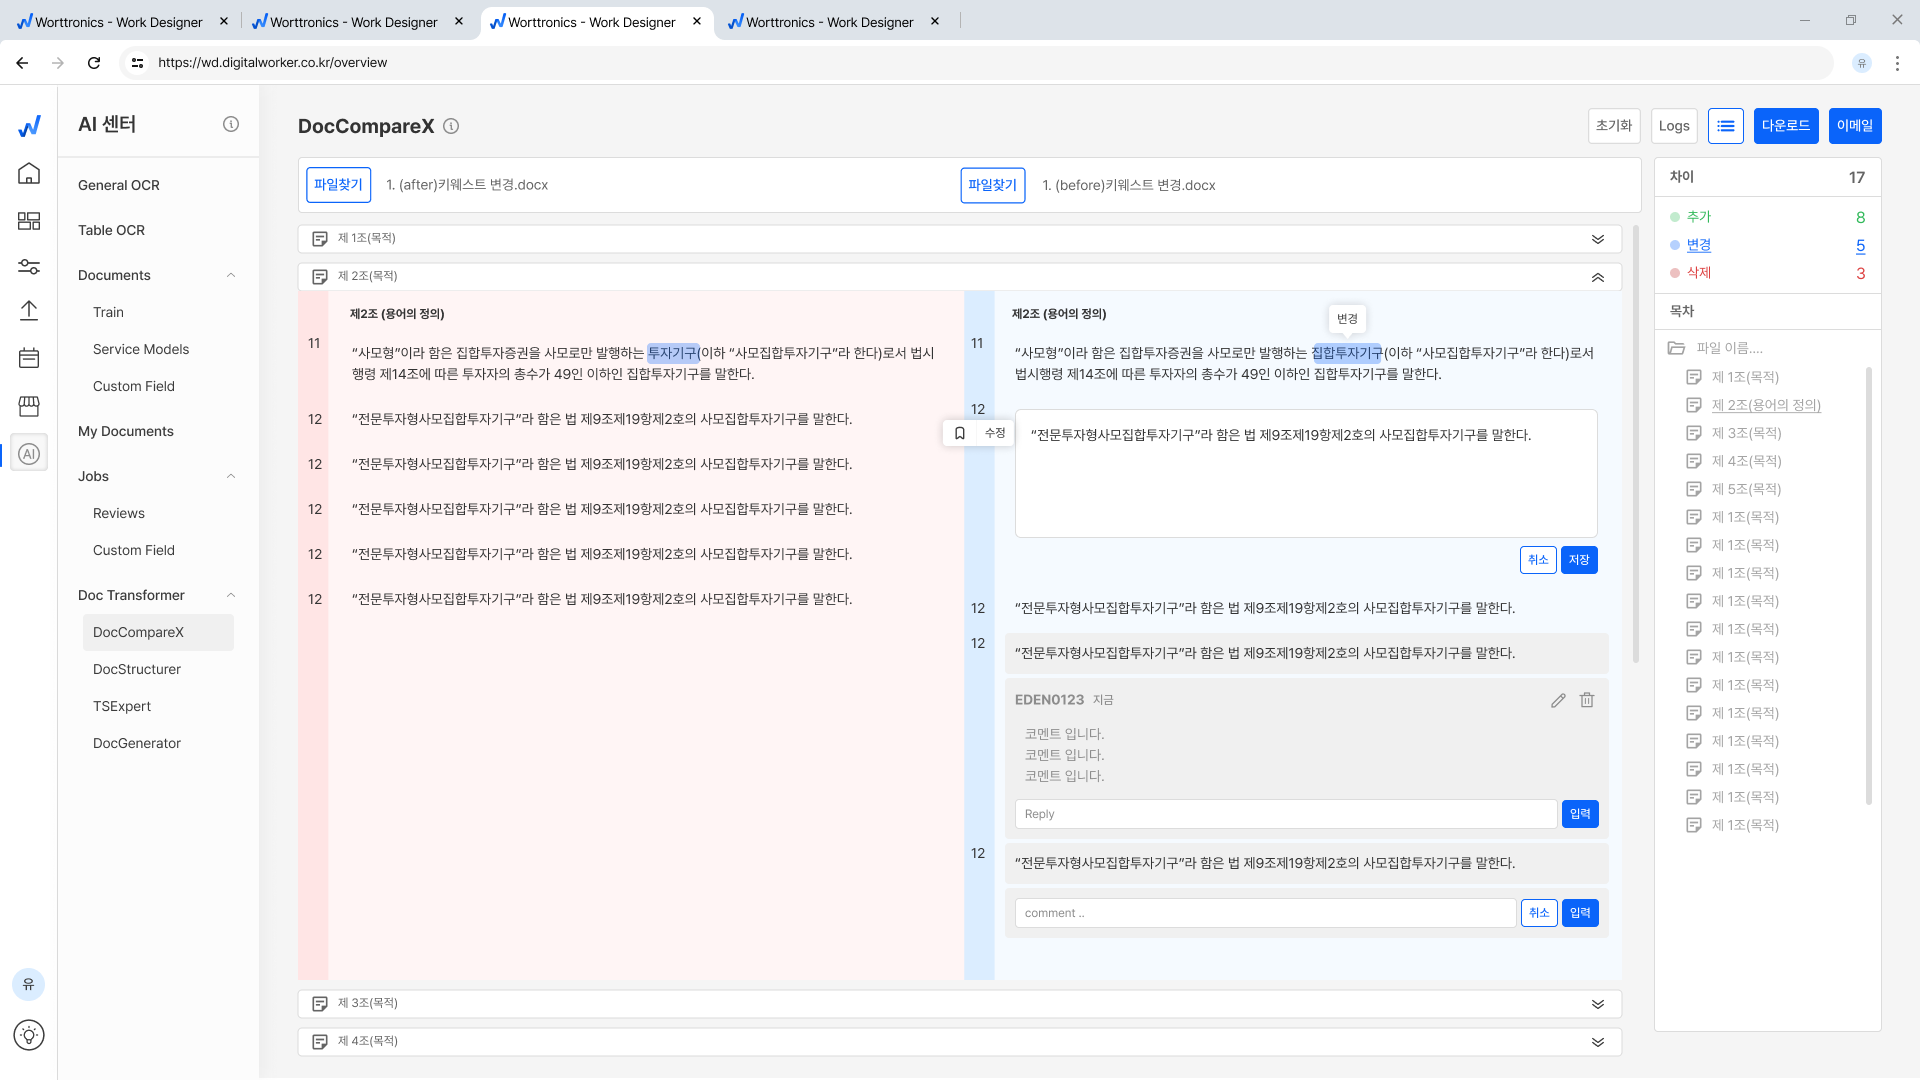 Worttronics - Work Designer
Worttronics - Work Designer
Worttronics - Work Designer
Worttronics - Work Designer
https://wd.digitalworker.co.kr/overview
유
AI 센터
General OCR
Table OCR
Documents
Train
Service Models
Custom Field
My Documents
Jobs
Reviews
Custom Field
Doc Transformer
DocCompareX
DocStructurer
TSExpert
DocGenerator
AI
유
DocCompareX
초기화
Logs
다운로드
이메일
파일찾기
1. (after)키웨스트 변경.docx
파일찾기
1. (before)키웨스트 변경.docx
제 1조(목적)
제 2조(목적)
제2조 (용어의 정의)
11
“사모형”이라 함은 집합투자증권을 사모로만 발행하는 투자기구(이하 “사모집합투자기구”라 한다)로서 법시
행령 제14조에 따른 투자자의 총수가 49인 이하인 집합투자기구를 말한다.
12
“전문투자형사모집합투자기구”라 함은 법 제9조제19항제2호의 사모집합투자기구를 말한다.
12
“전문투자형사모집합투자기구”라 함은 법 제9조제19항제2호의 사모집합투자기구를 말한다.
12
“전문투자형사모집합투자기구”라 함은 법 제9조제19항제2호의 사모집합투자기구를 말한다.
12
“전문투자형사모집합투자기구”라 함은 법 제9조제19항제2호의 사모집합투자기구를 말한다.
12
“전문투자형사모집합투자기구”라 함은 법 제9조제19항제2호의 사모집합투자기구를 말한다.
제2조 (용어의 정의)
변경
11
“사모형”이라 함은 집합투자증권을 사모로만 발행하는 집합투자기구(이하 “사모집합투자기구”라 한다)로서
법시행령 제14조에 따른 투자자의 총수가 49인 이하인 집합투자기구를 말한다.
12
수정
“전문투자형사모집합투자기구”라 함은 법 제9조제19항제2호의 사모집합투자기구를 말한다.
취소
저장
12
“전문투자형사모집합투자기구”라 함은 법 제9조제19항제2호의 사모집합투자기구를 말한다.
12
“전문투자형사모집합투자기구”라 함은 법 제9조제19항제2호의 사모집합투자기구를 말한다.
EDEN0123 지금
코멘트 입니다.
코멘트 입니다.
코멘트 입니다.
Reply
입력
12
“전문투자형사모집합투자기구”라 함은 법 제9조제19항제2호의 사모집합투자기구를 말한다.
comment ..
취소
입력
제 3조(목적)
제 4조(목적)
차이 17
추가 8
변경 5
삭제 3
목차
파일 이름....
제 1조(목적)
제 2조(용어의 정의)
제 3조(목적)
제 4조(목적)
제 5조(목적)
제 1조(목적)
제 1조(목적)
제 1조(목적)
제 1조(목적)
제 1조(목적)
제 1조(목적)
제 1조(목적)
제 1조(목적)
제 1조(목적)
제 1조(목적)
제 1조(목적)
제 1조(목적)